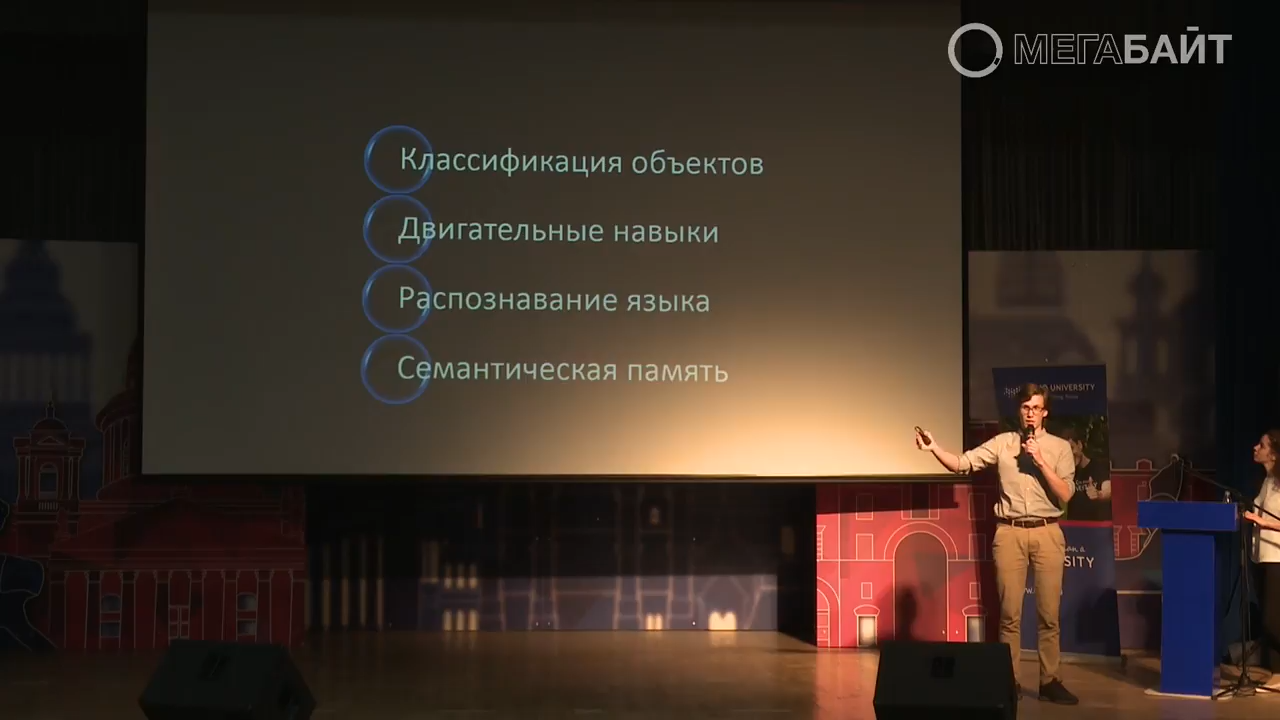 МЕГАБАЙТ
Классификация объектов
Двигательные навыки
Распознавание языка
Семантическая память
UNIVERSITY